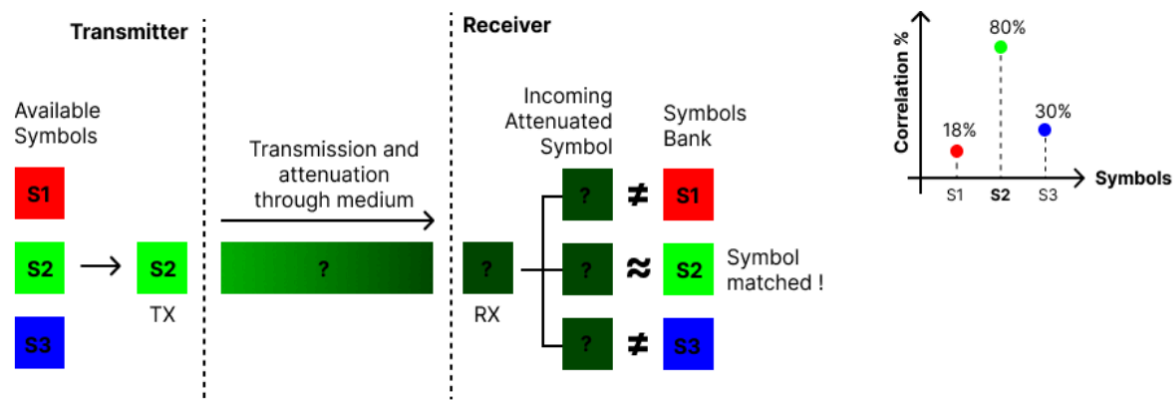 Transmitter
Receiver
Available
Symbols
S1
S2
S3
S2
TX
Transmission and
attenuation
through medium
?
?
RX
Incoming
Attenuated
Symbol
?
?
?
≠
≈
≠
Symbols
Bank
S1
S2
S3
Symbol
matched !
Correlation %
18%
80%
30%
S1
S2
S3
Symbols